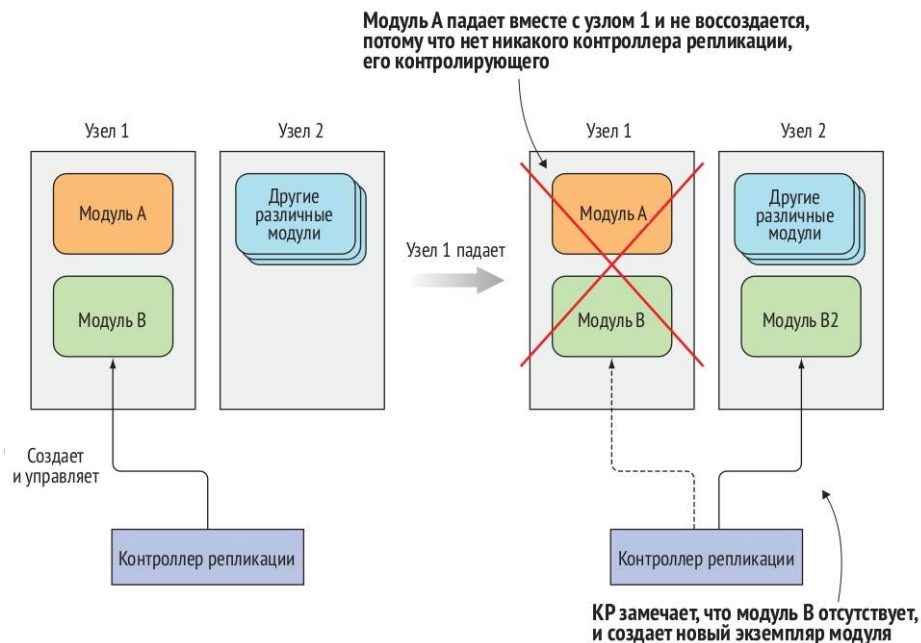 Модуль А падает вместе с узлом 1 и не воссоздается,
потому что нет никакого контроллера репликации,
его контролирующего
Узел 1
Узел 2
Модуль А
Модуль В
Другие
различные
модули
Создает
и управляет
Контроллер репликации
Узел 1 падает
Узел 1
Узел 2
Модуль А
Модуль В
Другие
различные
модули
Модуль В2
Контроллер репликации
КР замечает, что модуль В отсутствует,
и создает новый экземпляр модуля